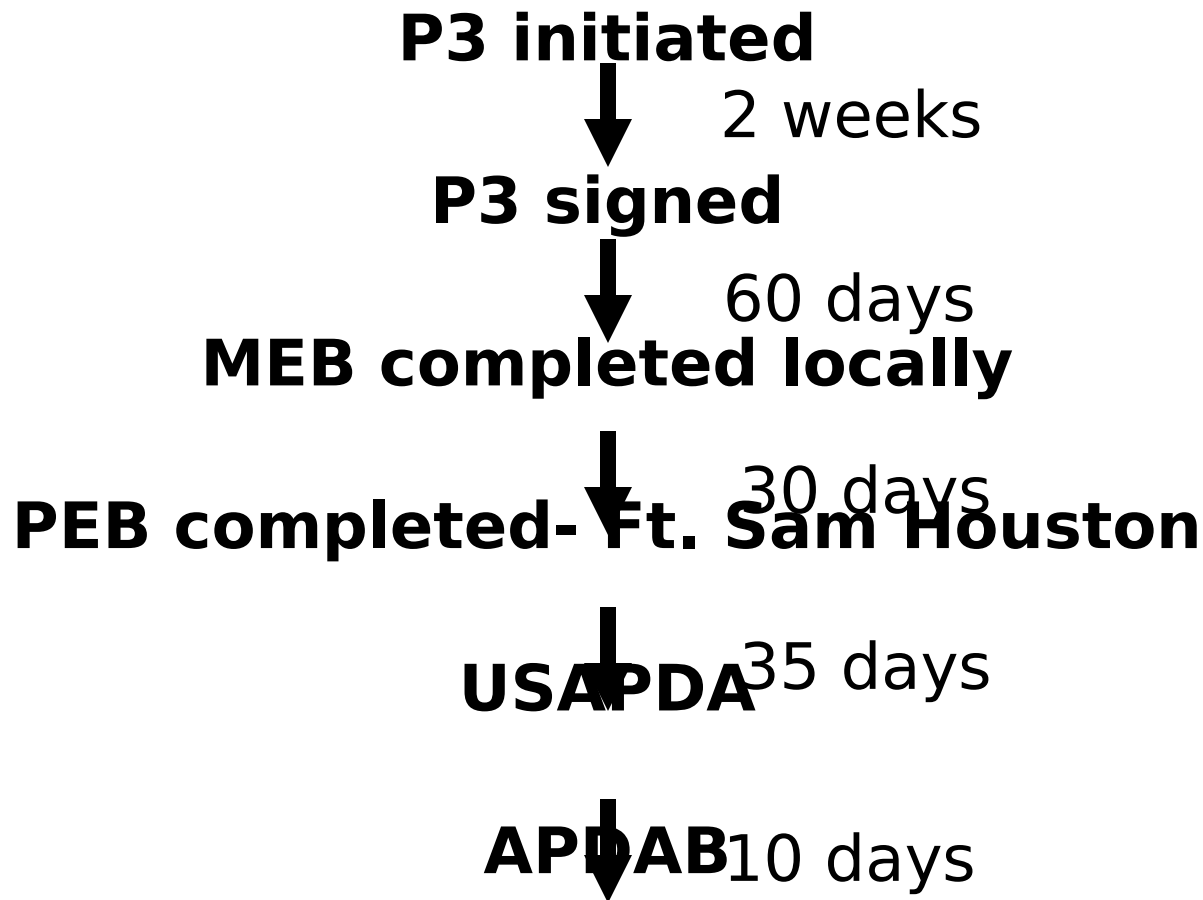 P3 initiated
2 weeks
P3 signed
60 days
MEB completed locally
30 days
PEB completed- Ft. Sam Houston
35 days
USAPDA
APDAB
10 days